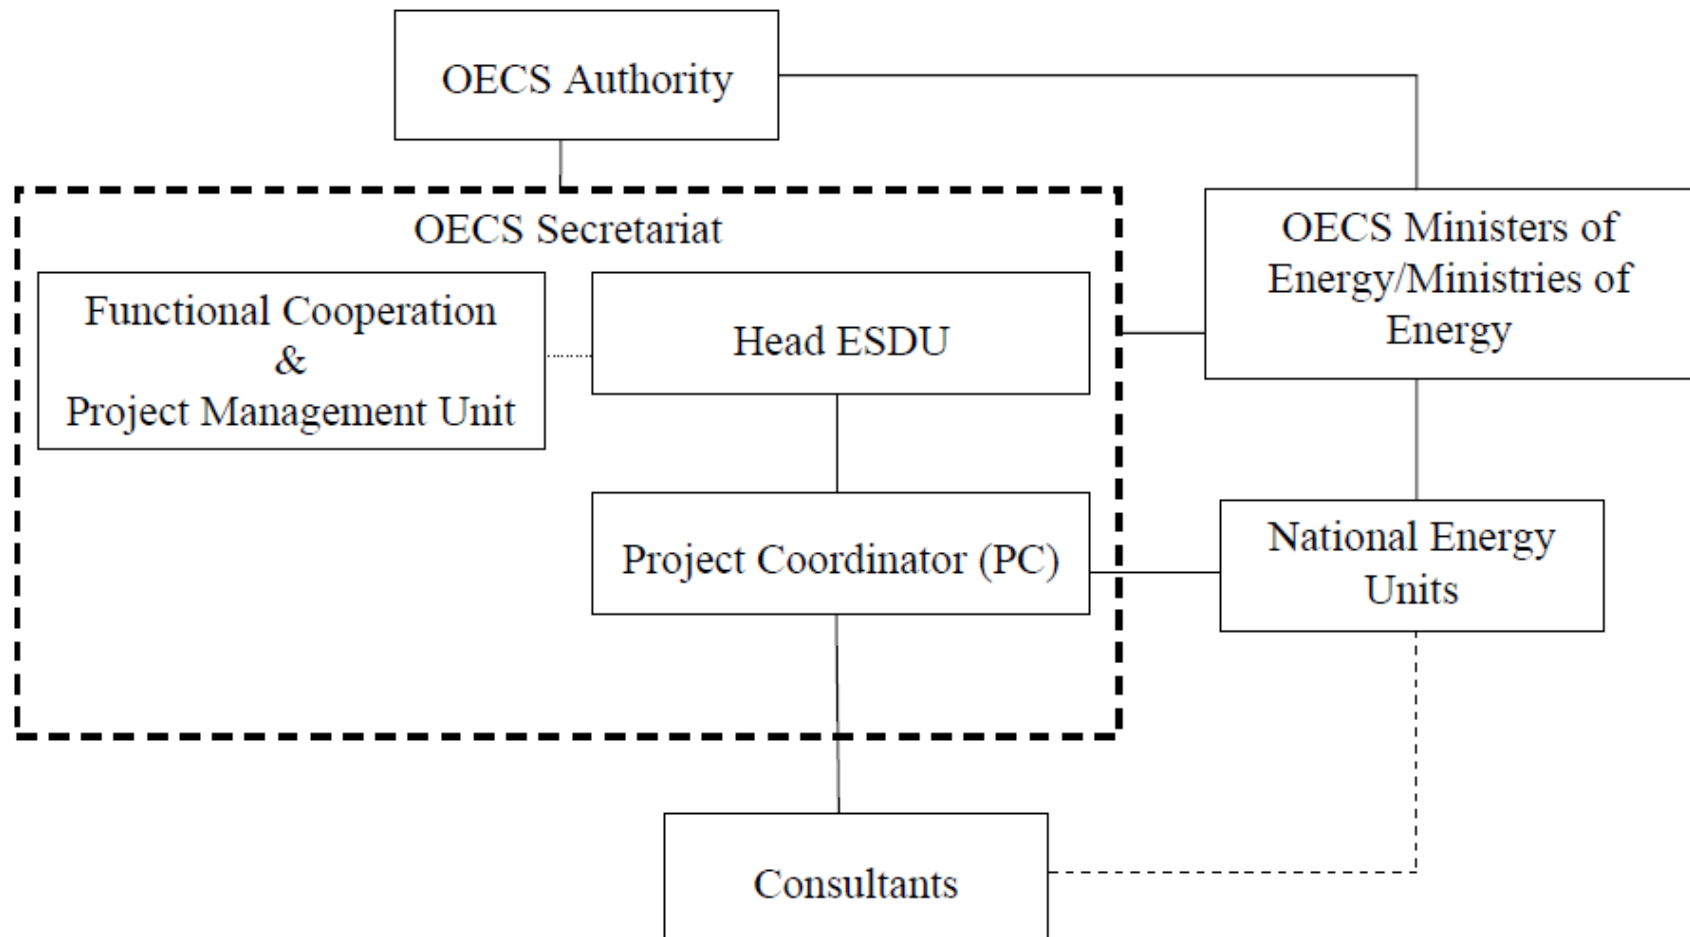 OECS Authority
OECS Secretariat
OECS Ministers of
Energy/Ministries of
Energy
Functional Cooperation
&
Project Management Unit
Head ESDU
Project Coordinator (PC)
National Energy
Units
Consultants